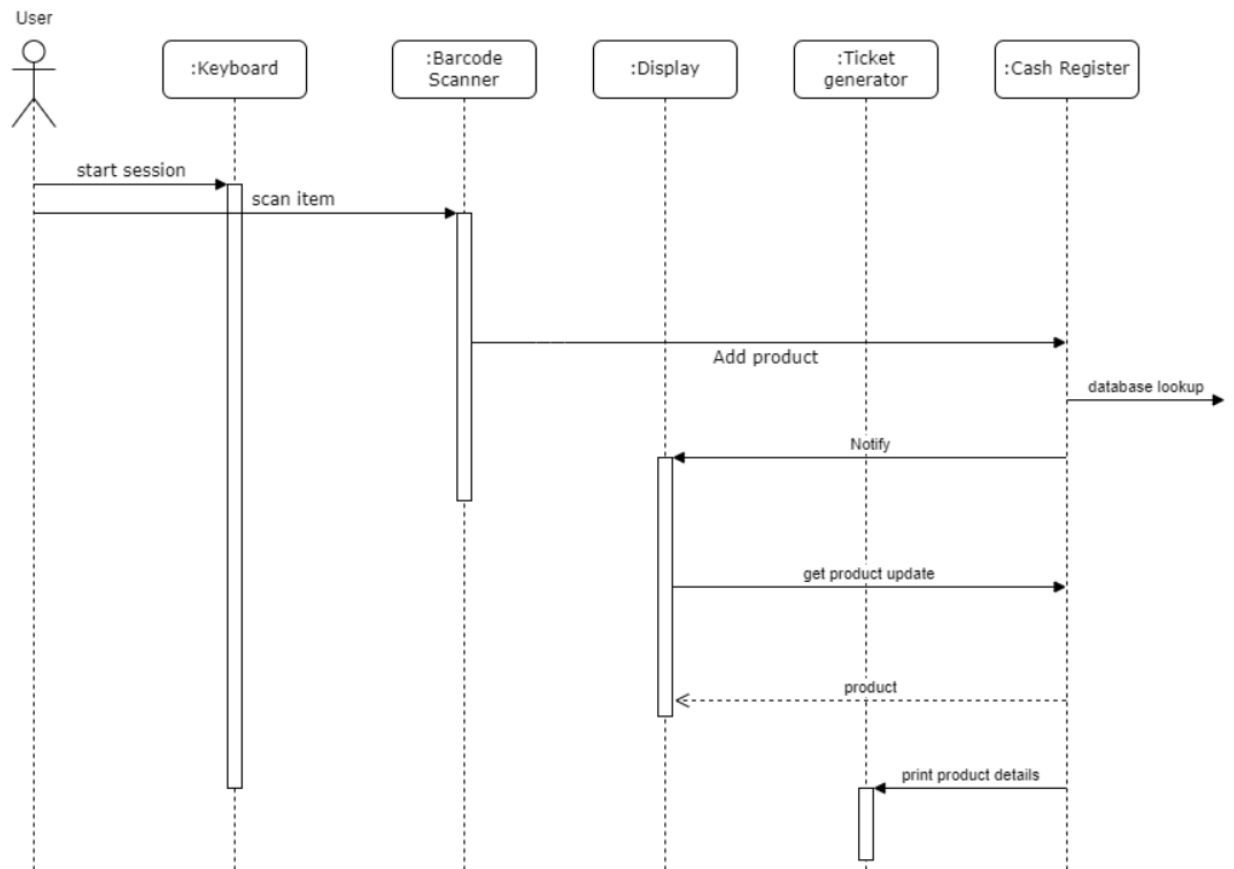 User
:Keyboard
:Barcode
Scanner
:Display
:Ticket
generator
:Cash Register
start session
scan item
Add product
database lookup
Notify
get product update
product
print product details